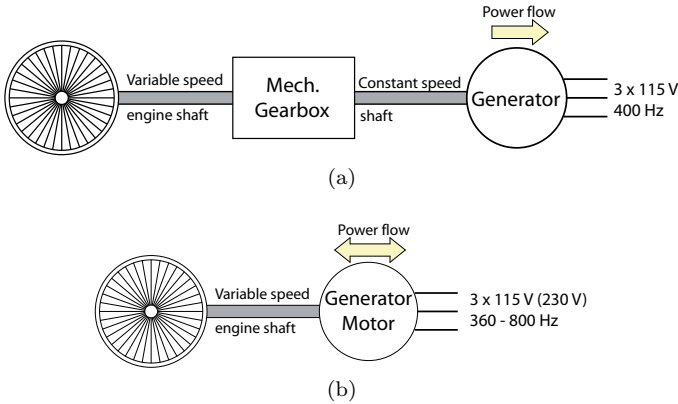 Power flow
Variable speed
engine shaft
Mech.
Gearbox
Constant speed
shaft
Generator
3 x 115 V
400 Hz
(a)
Power flow
Variable speed
engine shaft
Generator
Motor
3 x 115 V (230 V)
360 - 800 Hz
(b)